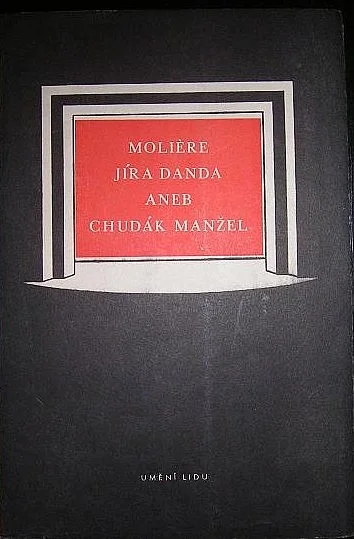 MOLIÈRE
JÍRA DANDA
ANEB
CHUDÁK MANŽEL
UMĚNÍ LIDU